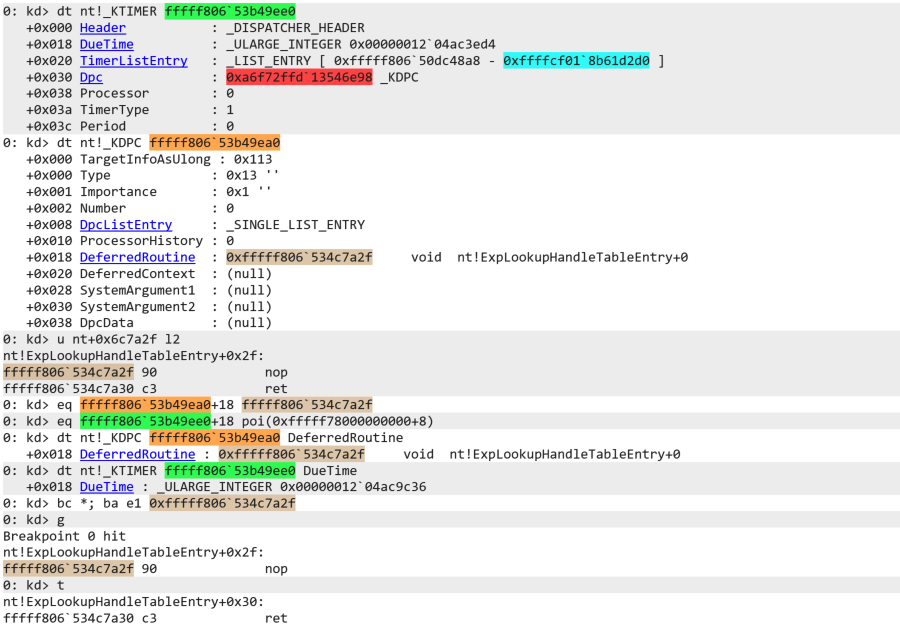 0: kd> dt nt!_KTIMER fffff806`53b49ee0
+0x000 Header : _DISPATCHER_HEADER
+0x018 DueTime : _ULARGE_INTEGER 0x00000012`04ac3ed4
+0x020 TimerListEntry : _LIST_ENTRY [ 0xfffff806`50dc48a8 - 0xffffcf01`8b61d2d0 ]
+0x030 Dpc : 0xa6f72ffd`13546e98 _KDPC
+0x038 Processor : 0
+0x03a TimerType : 1
+0x03c Period : 0
0: kd> dt nt!_KDPC fffff806`53b49ea0
+0x000 TargetInfoAsUlong : 0x113
+0x000 Type : 0x13 ''
+0x001 Importance : 0x1 ''
+0x002 Number : 0
+0x008 DpcListEntry : _SINGLE_LIST_ENTRY
+0x010 ProcessorHistory : 0
+0x018 DeferredRoutine : 0xfffff806`534c7a2f void nt!ExpLookupHandleTableEntry+0
+0x020 DeferredContext : (null)
+0x028 SystemArgument1 : (null)
+0x030 SystemArgument2 : (null)
+0x038 DpcData : (null)
0: kd> u nt+0x6c7a2f l2
nt!ExpLookupHandleTableEntry+0x2f:
fffff806`534c7a2f 90 nop
fffff806`534c7a30 c3 ret
0: kd> eq fffff806`53b49ea0+18 fffff806`534c7a2f
0: kd> eq fffff806`53b49ee0+18 poi(0xfffff78000000000+8)
0: kd> dt nt!_KDPC fffff806`53b49ea0 DeferredRoutine
+0x018 DeferredRoutine : 0xfffff806`534c7a2f void nt!ExpLookupHandleTableEntry+0
0: kd> dt nt!_KTIMER fffff806`53b49ee0 DueTime
+0x018 DueTime : _ULARGE_INTEGER 0x00000012`04ac9c36
0: kd> bc *; ba e1 0xfffff806`534c7a2f
0: kd> g
Breakpoint 0 hit
nt!ExpLookupHandleTableEntry+0x2f:
fffff806`534c7a2f 90 nop
0: kd> t
nt!ExpLookupHandleTableEntry+0x30:
fffff806`534c7a30 c3 ret